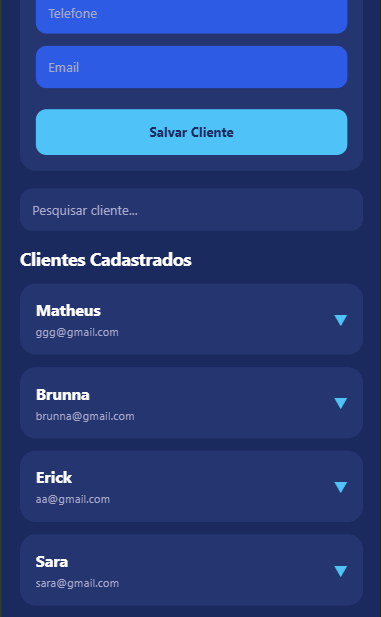 Telefone
Email
Salvar Cliente
Pesquisar cliente...
Clientes Cadastrados
Matheus
ggg@gmail.com
Brunna
brunna@gmail.com
Erick
aa@gmail.com
Sara
sara@gmail.com